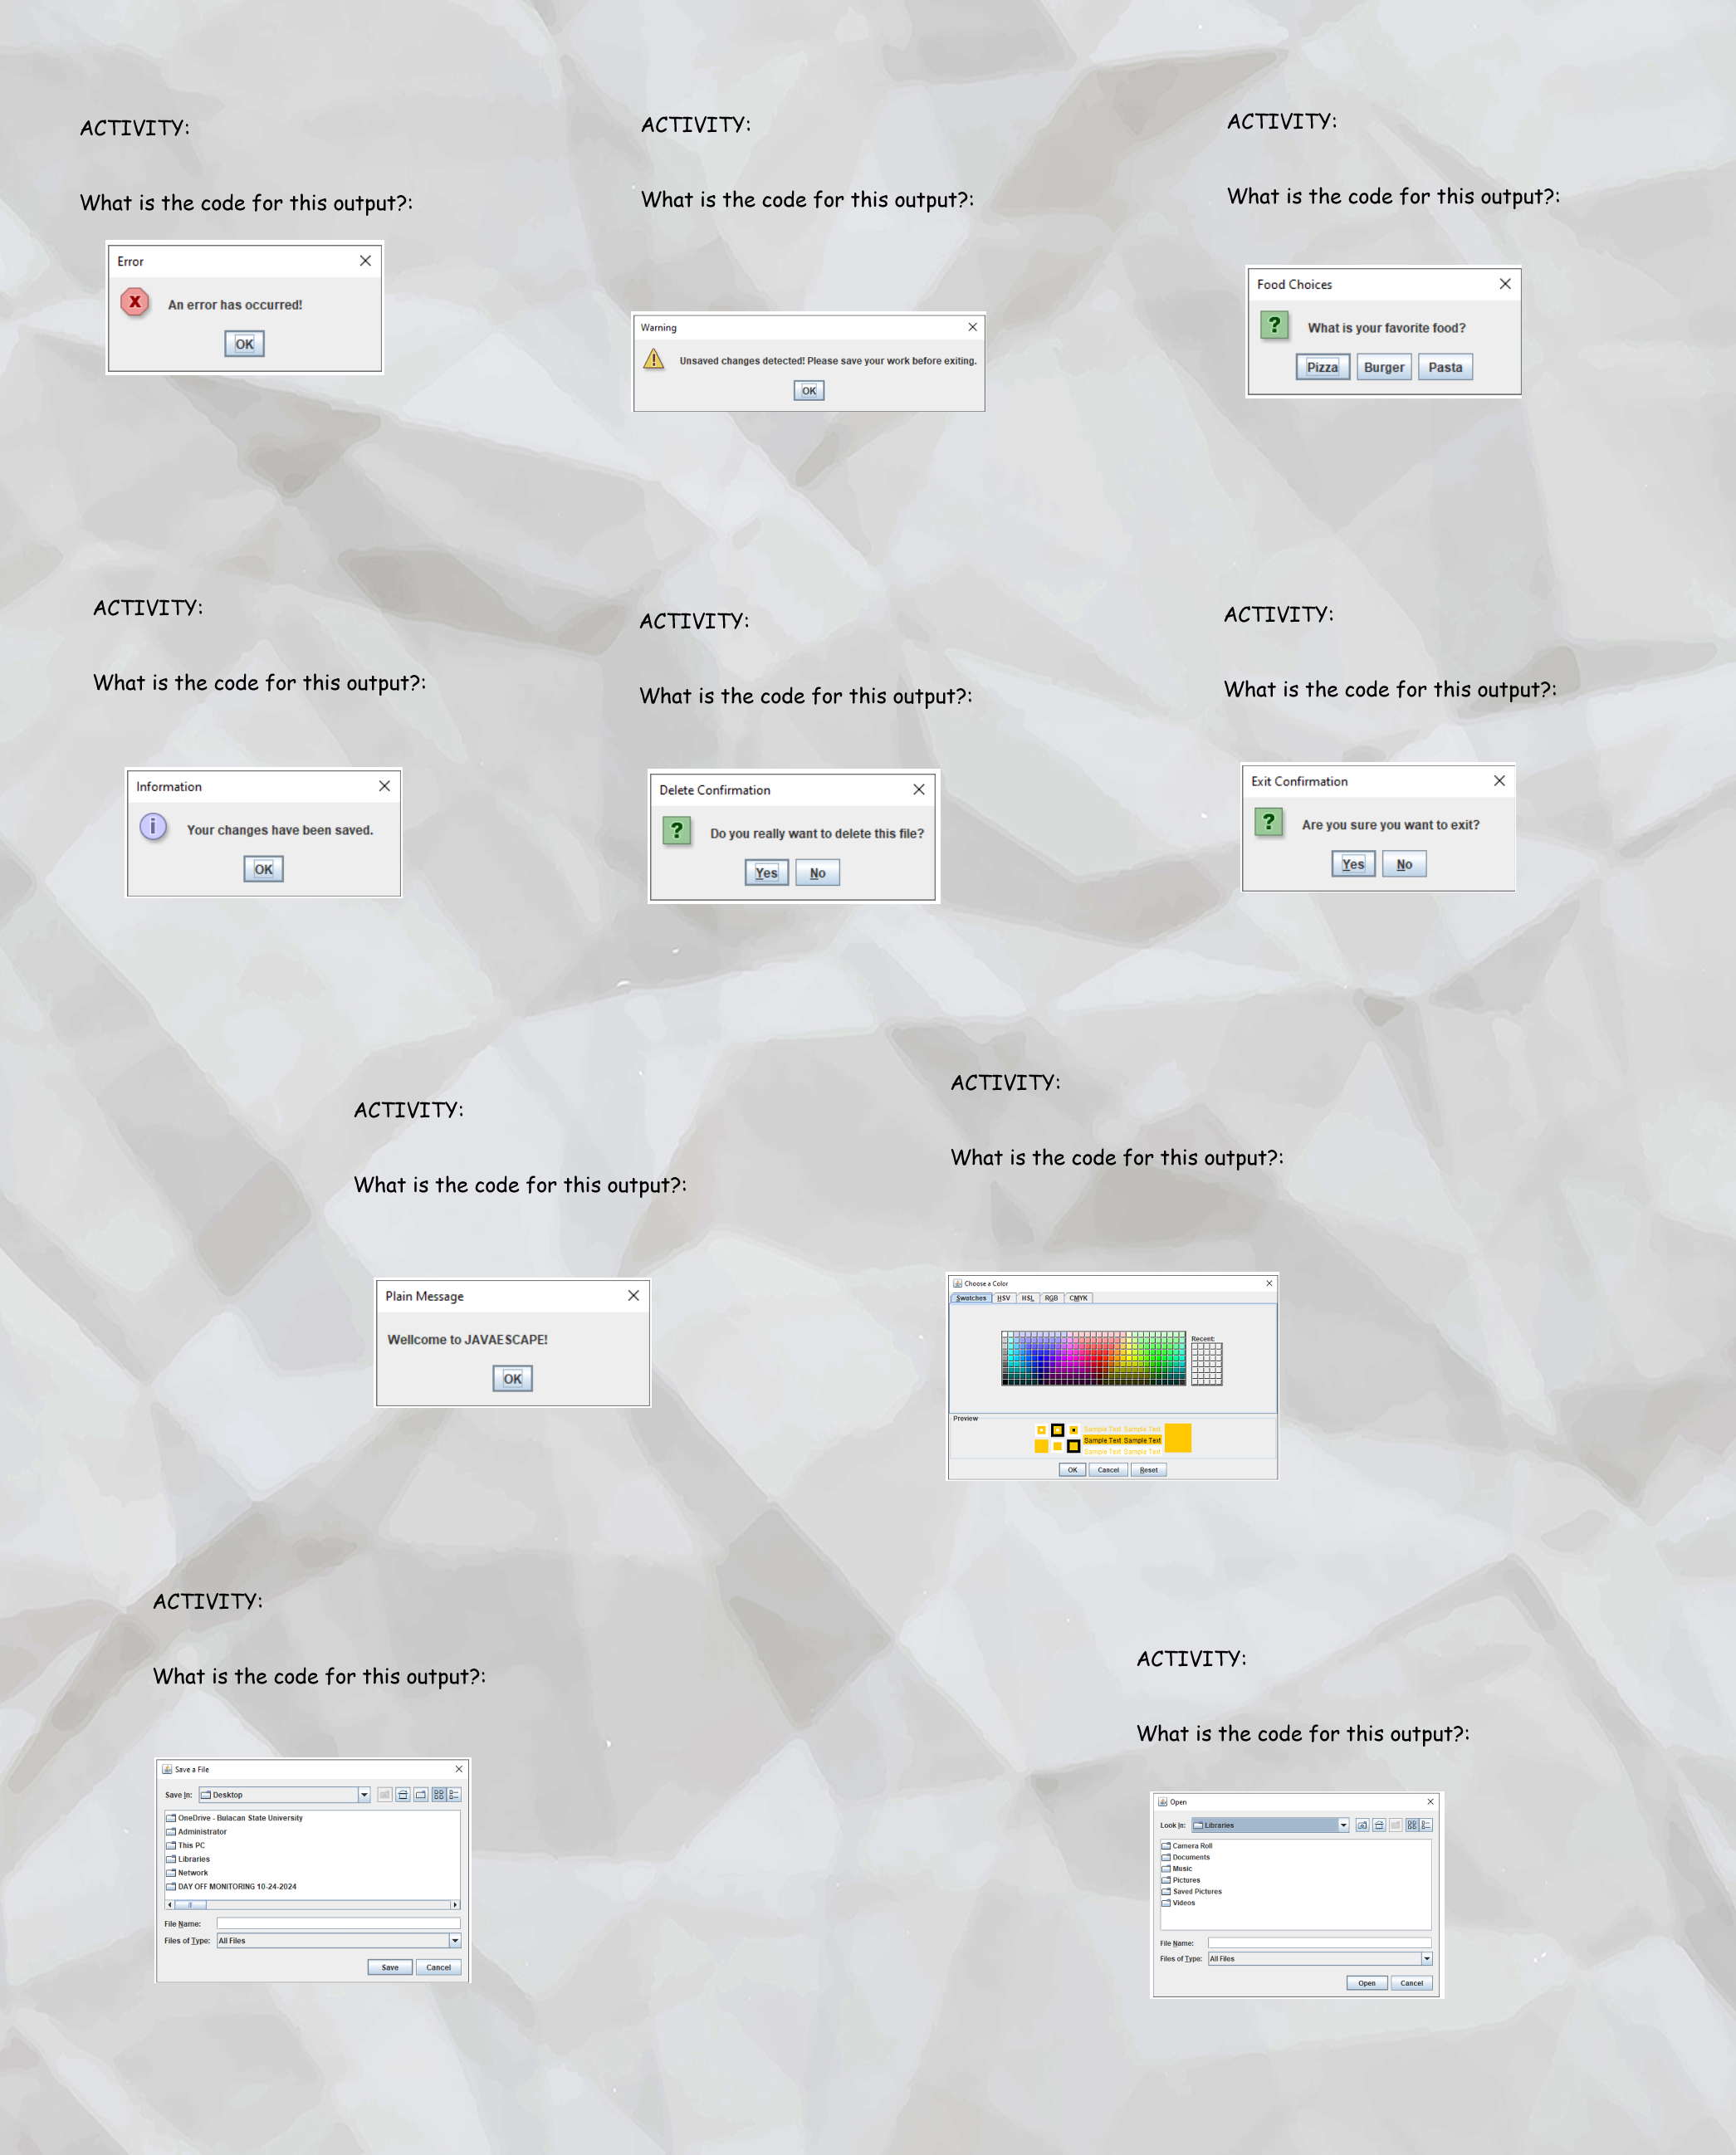 ACTIVITY:
What is the code for this output?:
Error
An error has occurred!
OK
ACTIVITY:
What is the code for this output?:
Warning
Unsaved changes detected! Please save your work before exiting.
OK
ACTIVITY:
What is the code for this output?:
Food Choices
What is your favorite food?
Pizza Burger Pasta
ACTIVITY:
What is the code for this output?:
Information
Your changes have been saved.
OK
ACTIVITY:
What is the code for this output?:
Delete Confirmation
Do you really want to delete this file?
Yes No
ACTIVITY:
What is the code for this output?:
Exit Confirmation
Are you sure you want to exit?
Yes No
ACTIVITY:
What is the code for this output?:
Plain Message
Wellcome to JAVAESCAPE!
OK
ACTIVITY:
What is the code for this output?:
Choose a Color
Swatches HSV HSL RGB CMYK
Recent:
Preview
Sample Text Sample Text
Sample Text Sample Text
Sample Text Sample Text
OK Cancel Reset
ACTIVITY:
What is the code for this output?:
Save a File
Save In: Desktop
OneDrive - Bulacan State University
Administrator
This PC
Libraries
Network
DAY OFF MONITORING 10-24-2024
File Name:
Files of Type: All Files
Save Cancel
ACTIVITY:
What is the code for this output?:
Open
Look In: Libraries
Camera Roll
Documents
Music
Pictures
Saved Pictures
Videos
File Name:
Files of Type: All Files
Open Cancel